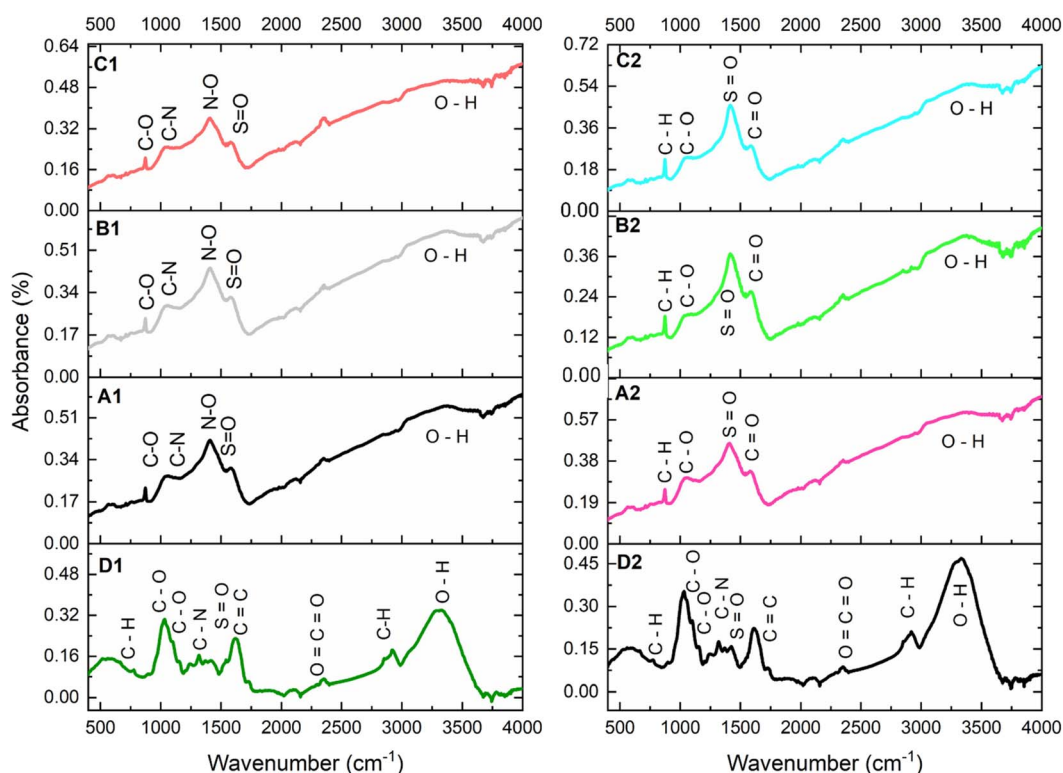 500 1000 1500 2000 2500 3000 3500 4000
500 1000 1500 2000 2500 3000 3500 4000
Absorbance (%)
C1
0.64
0.48
0.32
0.16
0.00
C-O
C-N
N-O
S=O
O - H
C2
0.72
0.54
0.36
0.18
0.00
C - H
C - O
S = O
C = O
O - H
B1
0.51
0.34
0.17
0.00
C-O
C-N
N-O
S=O
O - H
B2
0.36
0.24
0.12
0.00
C - H
C - O
S = O
C = O
O - H
A1
0.51
0.34
0.17
0.00
C-O
C-N
N-O
S=O
O - H
A2
0.57
0.38
0.19
0.00
C - H
C - O
S = O
C = O
O - H
D1
0.48
0.32
0.16
0.00
C - H
C - O
C - O
C - N
S = O
C = C
O = C = O
C-H
O - H
D2
0.45
0.30
0.15
0.00
C - H
C - O
C - O
C - N
S = O
C = C
O = C = O
C - H
O - H
500 1000 1500 2000 2500 3000 3500 4000
500 1000 1500 2000 2500 3000 3500 4000
Wavenumber (cm⁻¹)
Wavenumber (cm⁻¹)